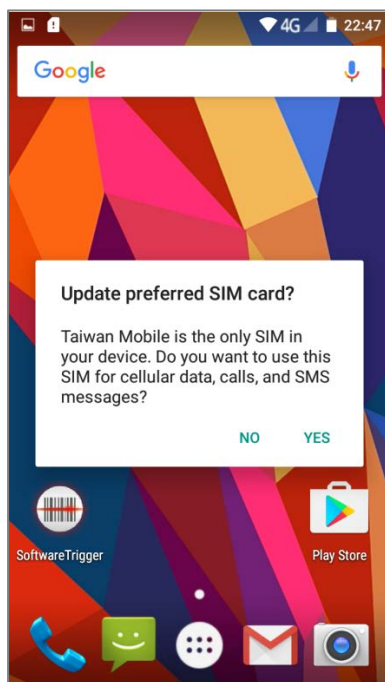 4G 22:47
Google
Update preferred SIM card?
Taiwan Mobile is the only SIM in
your device. Do you want to use this
SIM for cellular data, calls, and SMS
messages?
NO YES
SoftwareTrigger Play Store